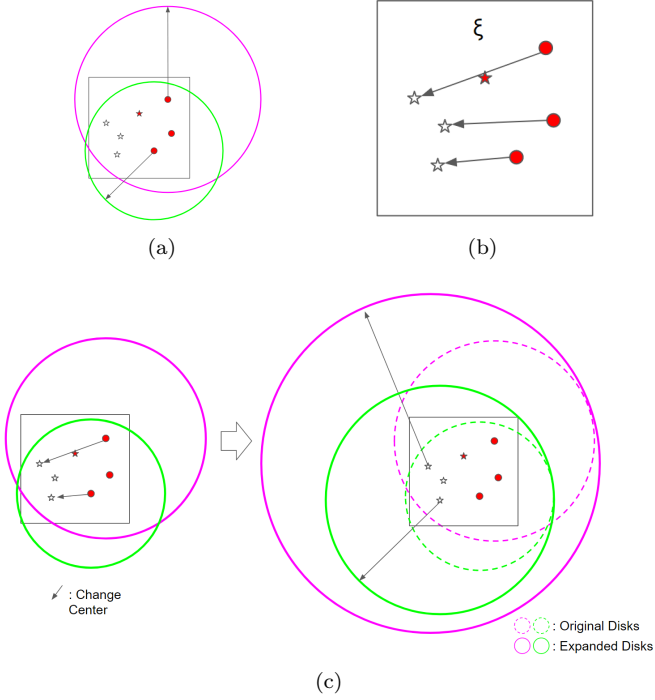 ξ
(a)
(b)
: Change
Center
: Original Disks
: Expanded Disks
(c)